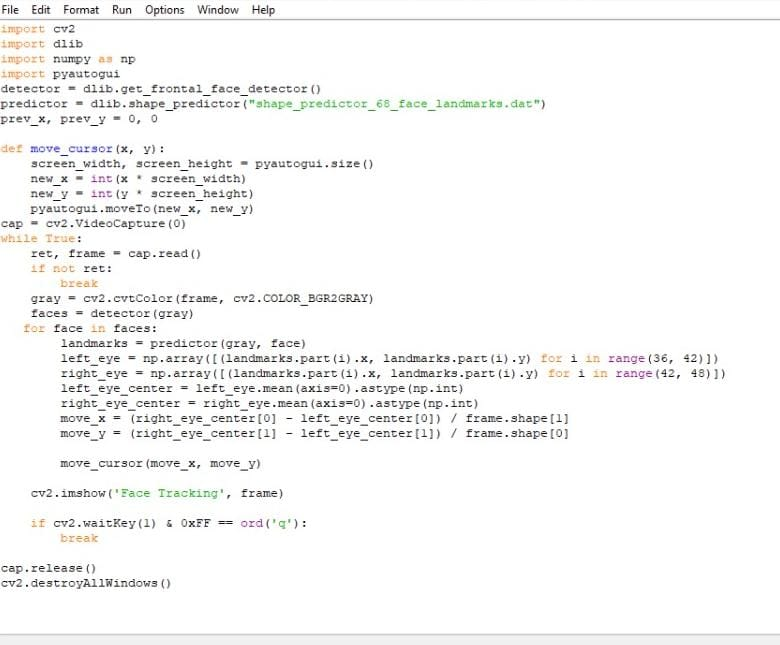 File Edit Format Run Options Window Help
import cv2
import dlib
import numpy as np
import pyautogui
detector = dlib.get_frontal_face_detector()
predictor = dlib.shape_predictor("shape_predictor_68_face_landmarks.dat")
prev_x, prev_y = 0, 0
def move_cursor(x, y):
    screen_width, screen_height = pyautogui.size()
    new_x = int(x * screen_width)
    new_y = int(y * screen_height)
    pyautogui.moveTo(new_x, new_y)
cap = cv2.VideoCapture(0)
while True:
    ret, frame = cap.read()
    if not ret:
        break
    gray = cv2.cvtColor(frame, cv2.COLOR_BGR2GRAY)
    faces = detector(gray)
   for face in faces:
        landmarks = predictor(gray, face)
        left_eye = np.array([(landmarks.part(i).x, landmarks.part(i).y) for i in range(36, 42)])
        right_eye = np.array([(landmarks.part(i).x, landmarks.part(i).y) for i in range(42, 48)])
        left_eye_center = left_eye.mean(axis=0).astype(np.int)
        right_eye_center = right_eye.mean(axis=0).astype(np.int)
        move_x = (right_eye_center[0] - left_eye_center[0]) / frame.shape[1]
        move_y = (right_eye_center[1] - left_eye_center[1]) / frame.shape[0]
        move_cursor(move_x, move_y)
    cv2.imshow('Face Tracking', frame)
    if cv2.waitKey(1) & 0xFF == ord('q'):
        break
cap.release()
cv2.destroyAllWindows()